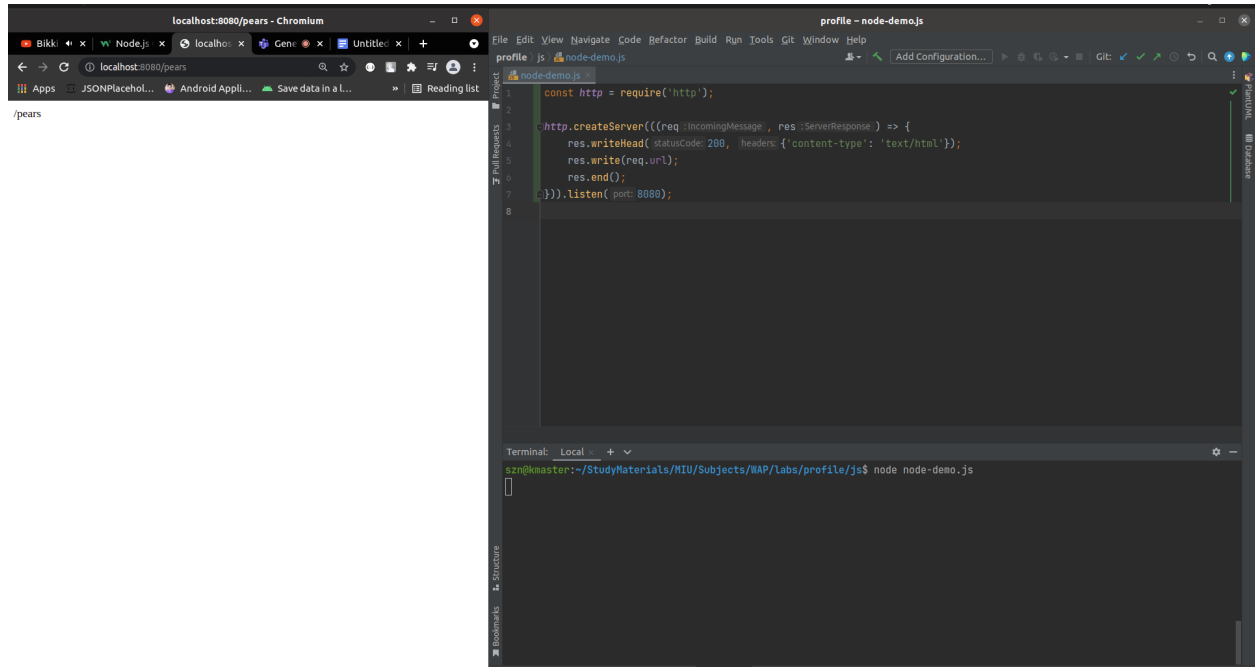 localhost:8080/pears - Chromium
Bikki
Node.js
localhos
Gene
Untitled
localhost:8080/pears
Apps
JSONPlacehol...
Android Appli...
Save data in a l...
»
Reading list
/pears
profile – node-demo.js
File Edit View Navigate Code Refactor Build Run Tools Git Window Help
profile js node-demo.js
Add Configuration...
Git:
node-demo.js
Project
Pull Requests
Structure
Bookmarks
PlantUML
Database
1 const http = require('http');
2
3 http.createServer(((req : IncomingMessage , res : ServerResponse ) => {
4 res.writeHead( statusCode: 200, headers: {'content-type': 'text/html'});
5 res.write(req.url);
6 res.end();
7 })).listen( port: 8080);
8
Terminal: Local × +
szn@kmaster:~/StudyMaterials/MIU/Subjects/WAP/labs/profile/js$ node node-demo.js